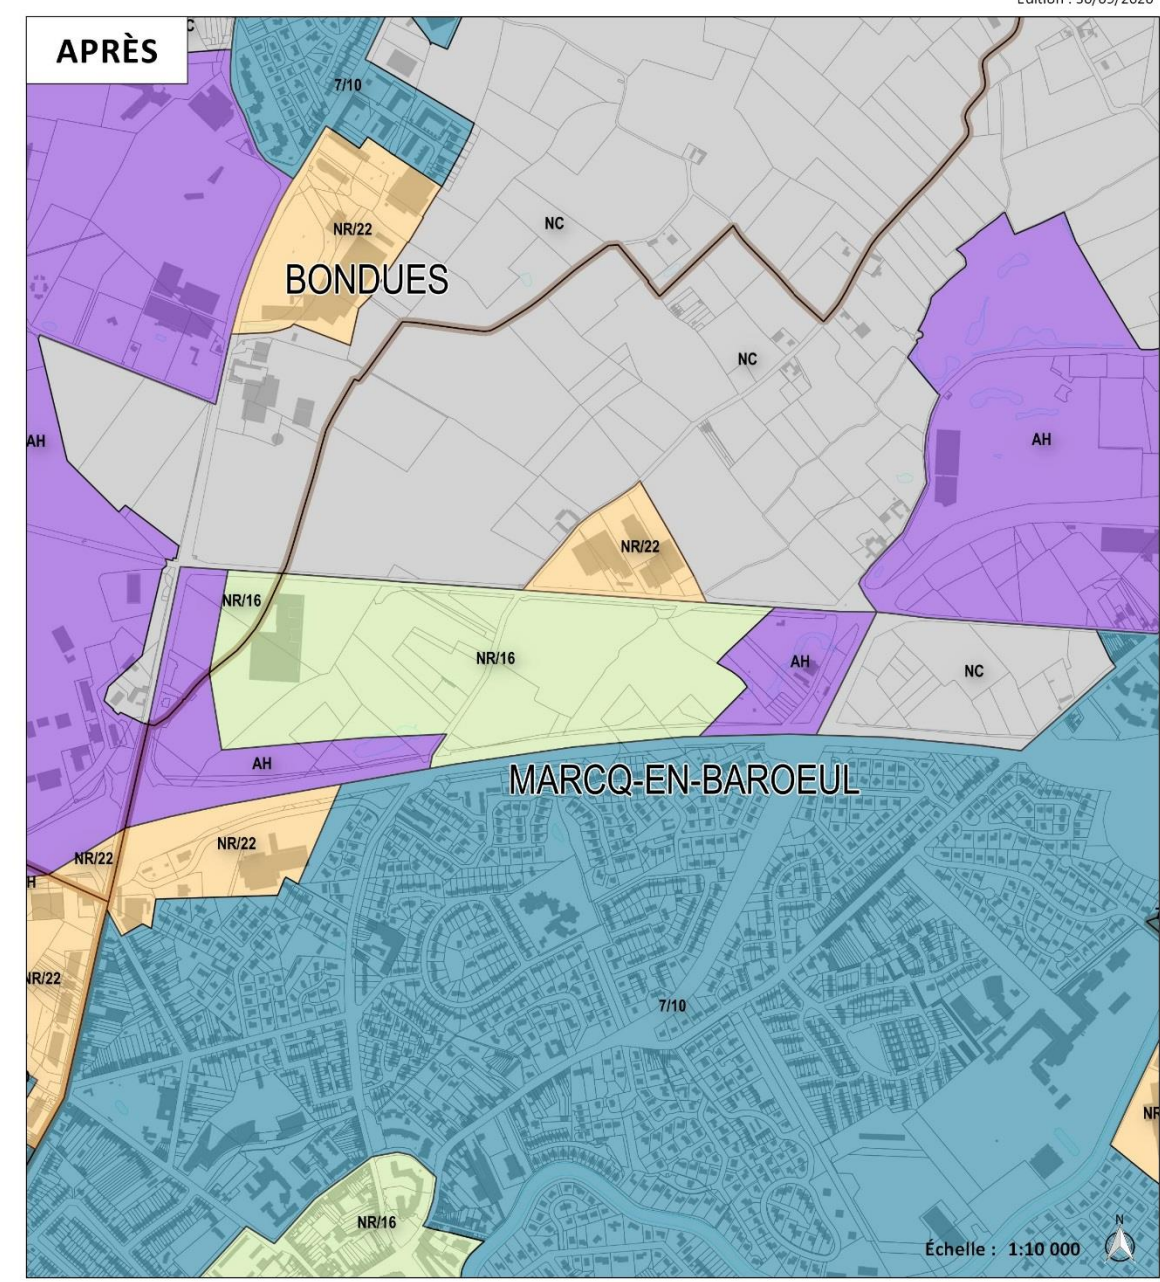 APRÈS
7/10
NR/22
NC
BONDUES
NC
AH
AH
NR/22
NR/16
NR/16
AH
NC
AH
MARCQ-EN-BAROEUL
NR/22
NR/22
NR/22
7/10
NR/16
N
Échelle : 1:10 000